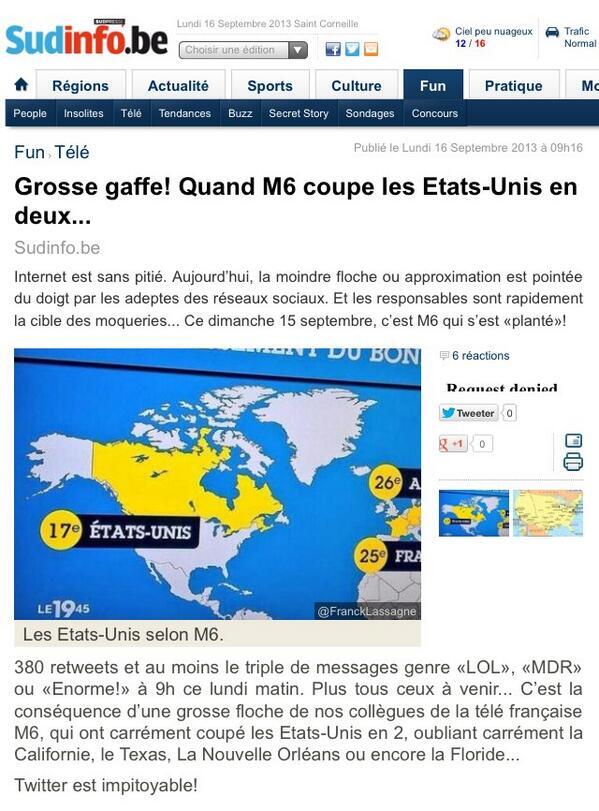 SUDPRESSE
Sudinfo.be
Lundi 16 Septembre 2013 Saint Corneille
Choisir une édition
Ciel peu nuageux
12 / 16
Trafic
Normal
Régions
Actualité
Sports
Culture
Fun
Pratique
Mo
People
Insolites
Télé
Tendances
Buzz
Secret Story
Sondages
Concours
Fun › Télé
Publié le Lundi 16 Septembre 2013 à 09h16
Grosse gaffe! Quand M6 coupe les Etats-Unis en
deux...
Sudinfo.be
Internet est sans pitié. Aujourd’hui, la moindre floche ou approximation est pointée
du doigt par les adeptes des réseaux sociaux. Et les responsables sont rapidement
la cible des moqueries... Ce dimanche 15 septembre, c’est M6 qui s’est «planté»!
DU BON
17e ÉTATS-UNIS
26e A
25e FRA
LE 19 45
@FranckLassagne
6 réactions
Request denied
Tweeter 0
g +1 0
Les Etats-Unis selon M6.
380 retweets et au moins le triple de messages genre «LOL», «MDR»
ou «Enorme!» à 9h ce lundi matin. Plus tous ceux à venir... C’est la
conséquence d’une grosse floche de nos collègues de la télé française
M6, qui ont carrément coupé les Etats-Unis en 2, oubliant carrément la
Californie, le Texas, La Nouvelle Orléans ou encore la Floride...
Twitter est impitoyable!